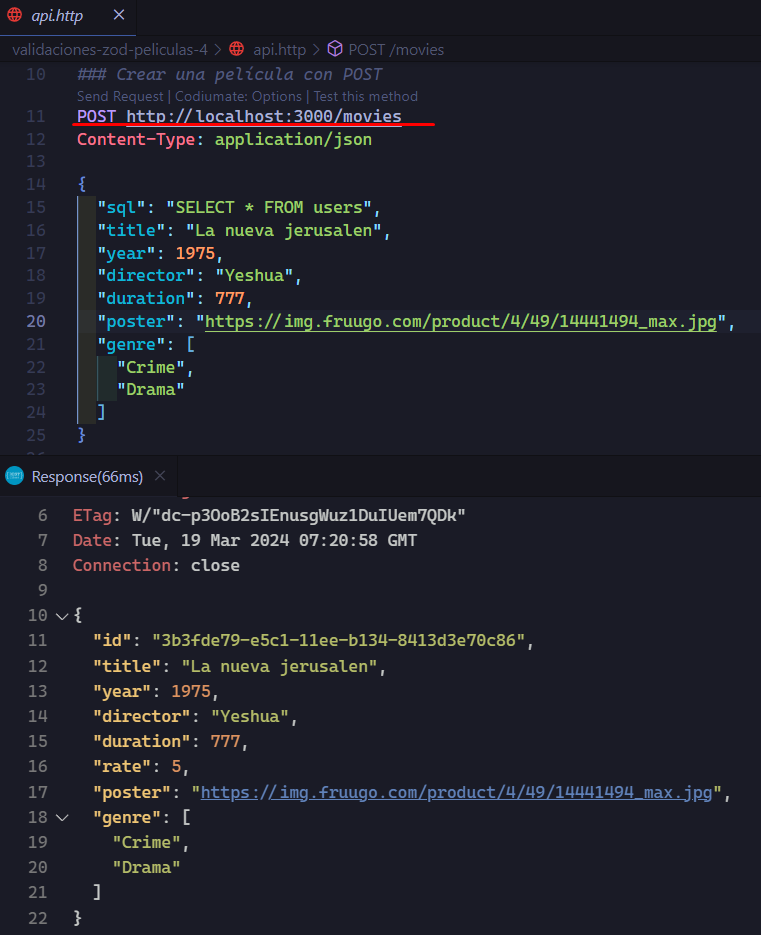 api.http
validaciones-zod-peliculas-4 > api.http > POST /movies
10 ### Crear una película con POST
Send Request | Codiumate: Options | Test this method
11 POST http://localhost:3000/movies
12 Content-Type: application/json
13
14 {
15 "sql": "SELECT * FROM users",
16 "title": "La nueva jerusalen",
17 "year": 1975,
18 "director": "Yeshua",
19 "duration": 777,
20 "poster": "https://img.fruugo.com/product/4/49/14441494_max.jpg",
21 "genre": [
22 "Crime",
23 "Drama"
24 ]
25 }
Response(66ms)
6 ETag: W/"dc-p3OoB2sIEnusgWuz1DuIUem7QDk"
7 Date: Tue, 19 Mar 2024 07:20:58 GMT
8 Connection: close
9
10 {
11 "id": "3b3fde79-e5c1-11ee-b134-8413d3e70c86",
12 "title": "La nueva jerusalen",
13 "year": 1975,
14 "director": "Yeshua",
15 "duration": 777,
16 "rate": 5,
17 "poster": "https://img.fruugo.com/product/4/49/14441494_max.jpg",
18 "genre": [
19 "Crime",
20 "Drama"
21 ]
22 }